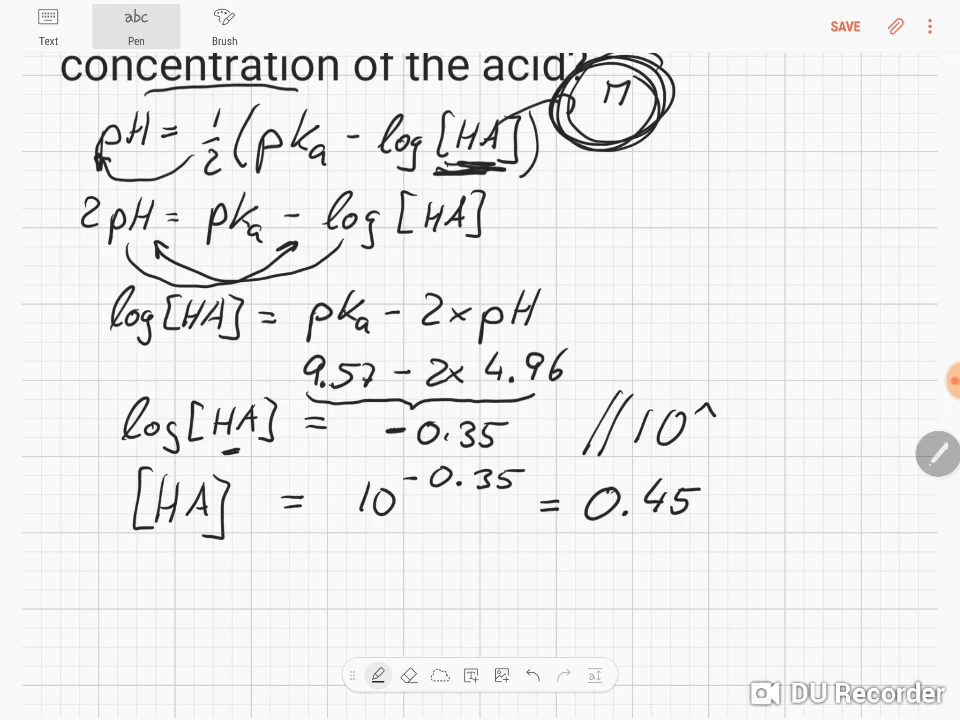 Text Pen Brush SAVE
concentration of the acid?
M
pH = 1/2 (pKa - log [HA])
2pH = pKa - log [HA]
log [HA] = pKa - 2 x pH
9.57 - 2x 4.96
log [HA] = -0.35 // 10^
[HA] = 10^-0.35 = 0.45
DU Recorder